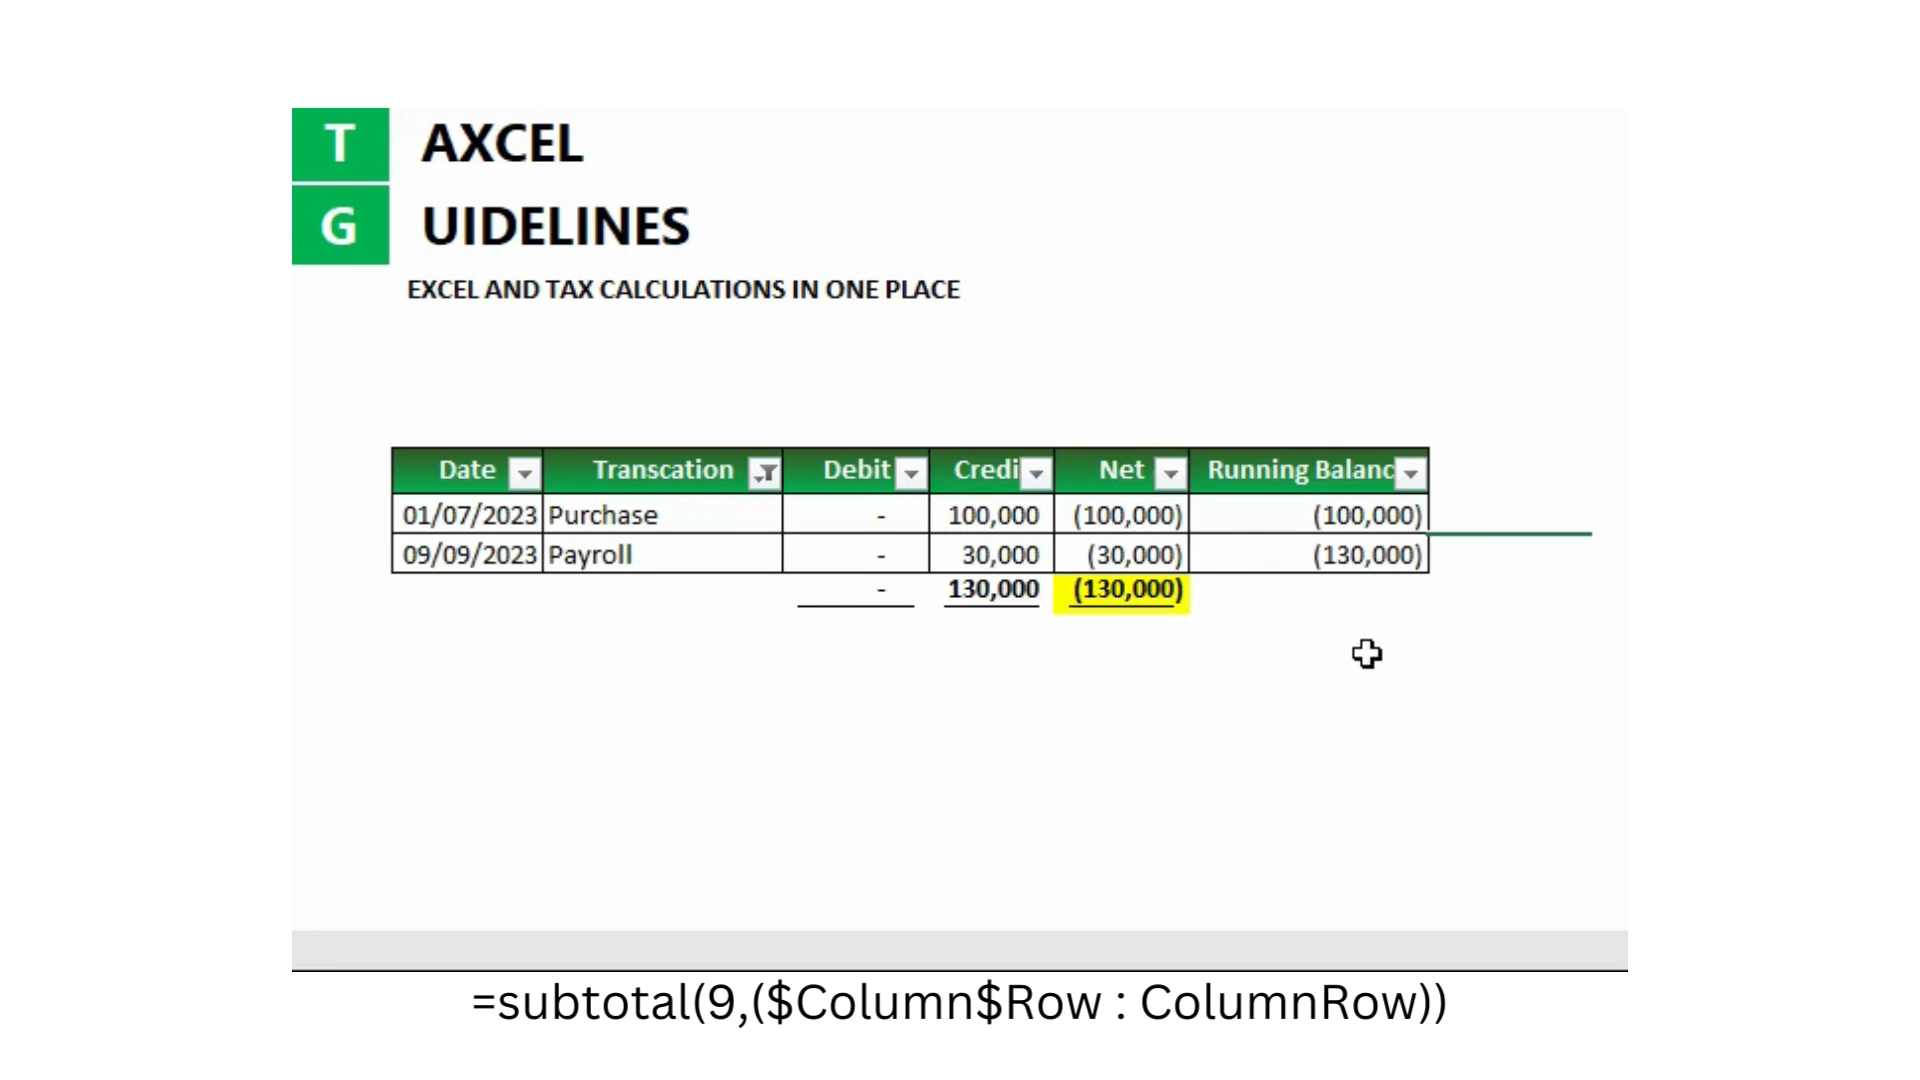 T AXCEL
G UIDELINES
EXCEL AND TAX CALCULATIONS IN ONE PLACE
Date Transcation Debit Credi Net Running Balanc
01/07/2023 Purchase - 100,000 (100,000) (100,000)
09/09/2023 Payroll - 30,000 (30,000) (130,000)
- 130,000 (130,000)
=subtotal(9,($Column$Row : ColumnRow))